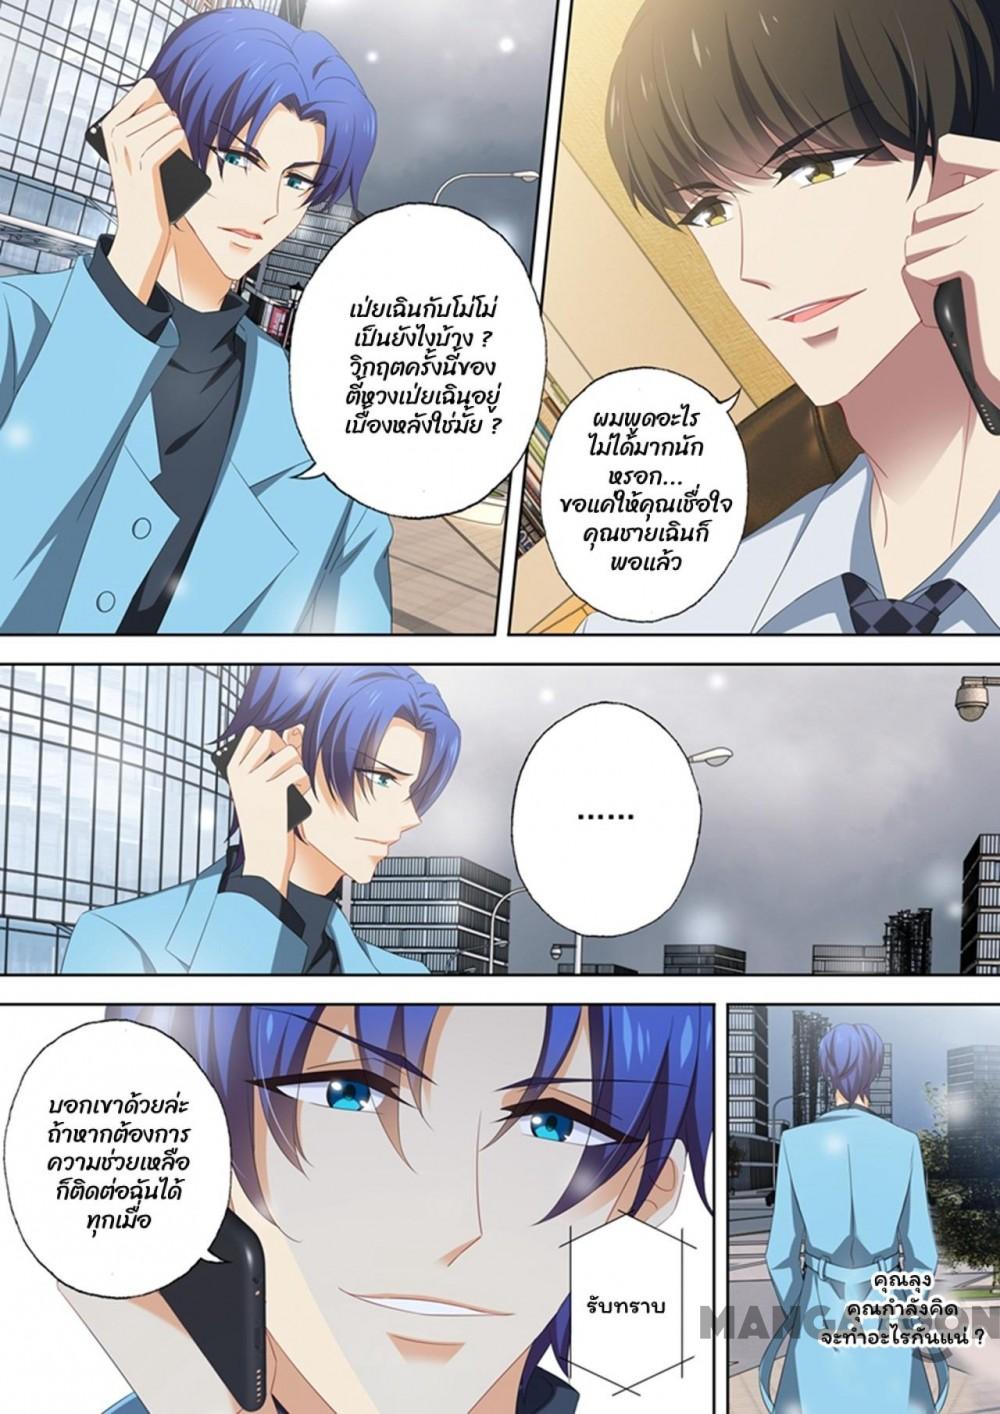 เป่ยเฉินกับโม่โม่
เป็นยังไงบ้าง ?
วิกฤตครั้งนี้ของ
ตี้หวงเป่ยเฉินอยู่
เบื้องหลังใช่มั้ย ?
ผมพูดอะไร
ไม่ได้มากนัก
หรอก...
ขอแค่ให้คุณเชื่อใจ
คุณชายเฉินก็
พอแล้ว
......
บอกเขาด้วยล่ะ
ถ้าหากต้องการ
ความช่วยเหลือ
ก็ติดต่อฉันได้
ทุกเมื่อ
รับทราบ
คุณลุง
คุณกำลังคิด
จะทำอะไรกันแน่ ?
MANGATOON